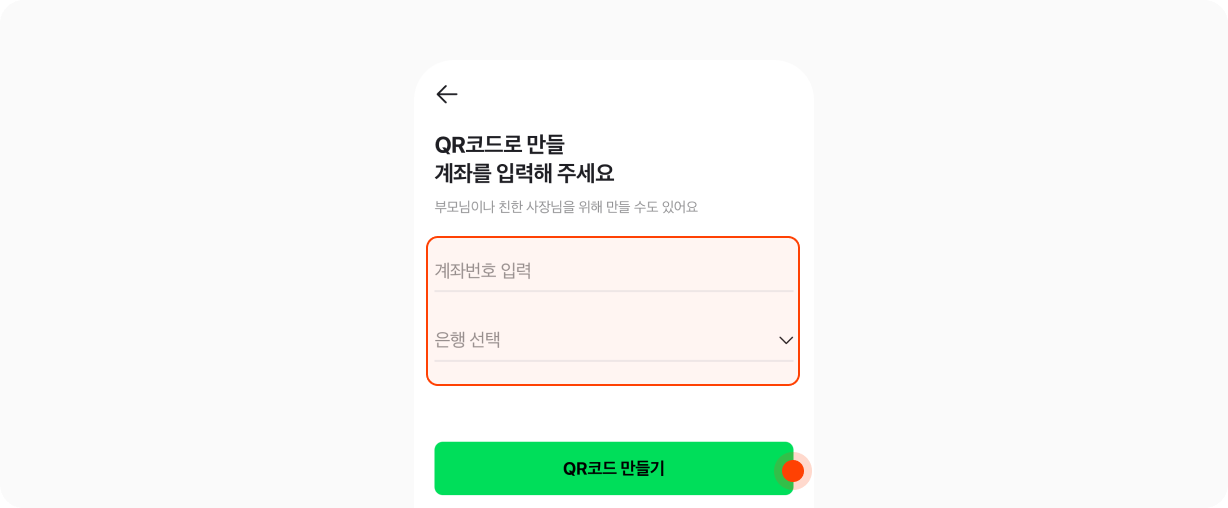 QR코드로 만들
계좌를 입력해 주세요
부모님이나 친한 사장님을 위해 만들 수도 있어요
계좌번호 입력
은행 선택
QR코드 만들기